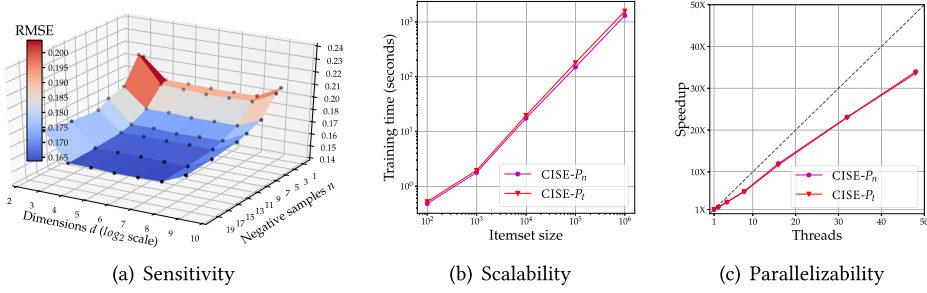 RMSE
0.200
0.195
0.190
0.185
0.180
0.175
0.170
0.165
0.24
0.23
0.22
0.21
0.20
0.19
0.18
0.17
0.16
0.15
0.14
2 3 4 5 6 7 8 9 10
Dimensions d (log₂ scale)
19 17 15 13 11 9 7 5 3 1
Negative samples n
(a) Sensitivity
Training time (seconds)
10³
10²
10¹
10⁰
10² 10³ 10⁴ 10⁵ 10⁶
Itemset size
CISE-Pₙ
CISE-Pₜ
(b) Scalability
Speedup
50X
40X
30X
20X
10X
1X
1 10 20 30 40 50
Threads
CISE-Pₙ
CISE-Pₜ
(c) Parallelizability